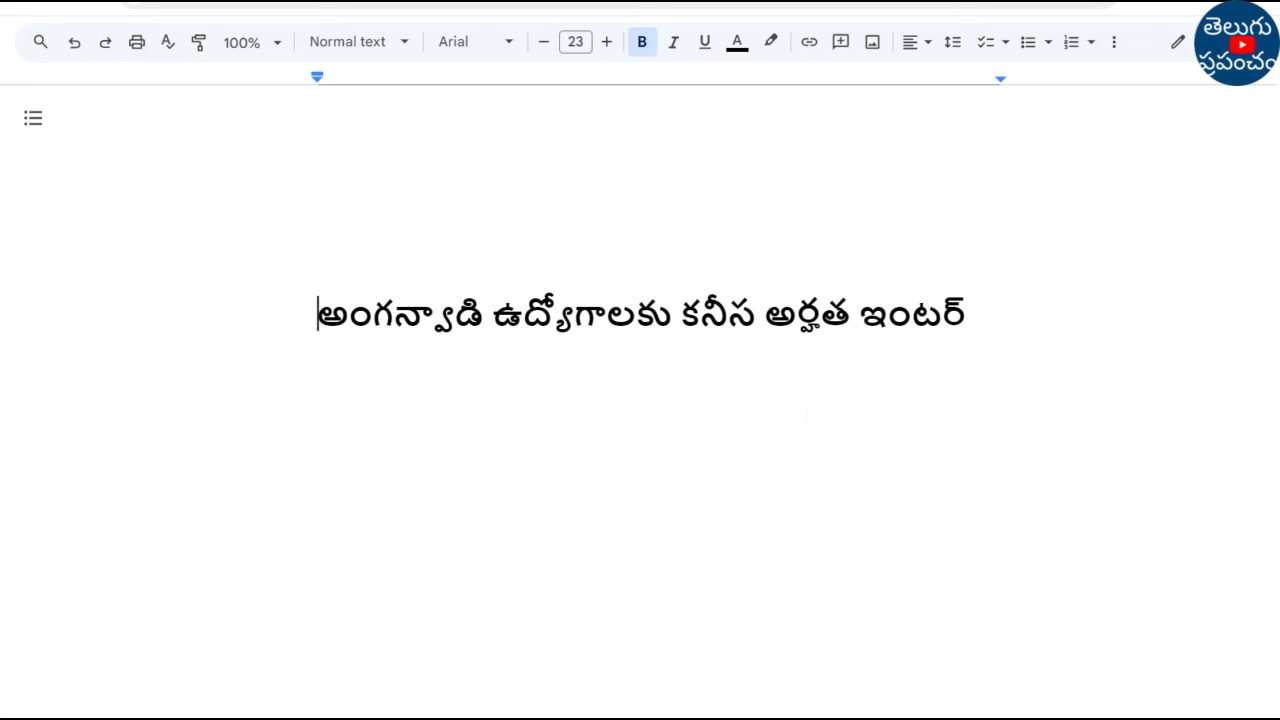 100%
Normal text
Arial
23
B
I
U
A
తెలుగు
ప్రపంచం
అంగన్వాడి ఉద్యోగాలకు కనీస అర్హత ఇంటర్